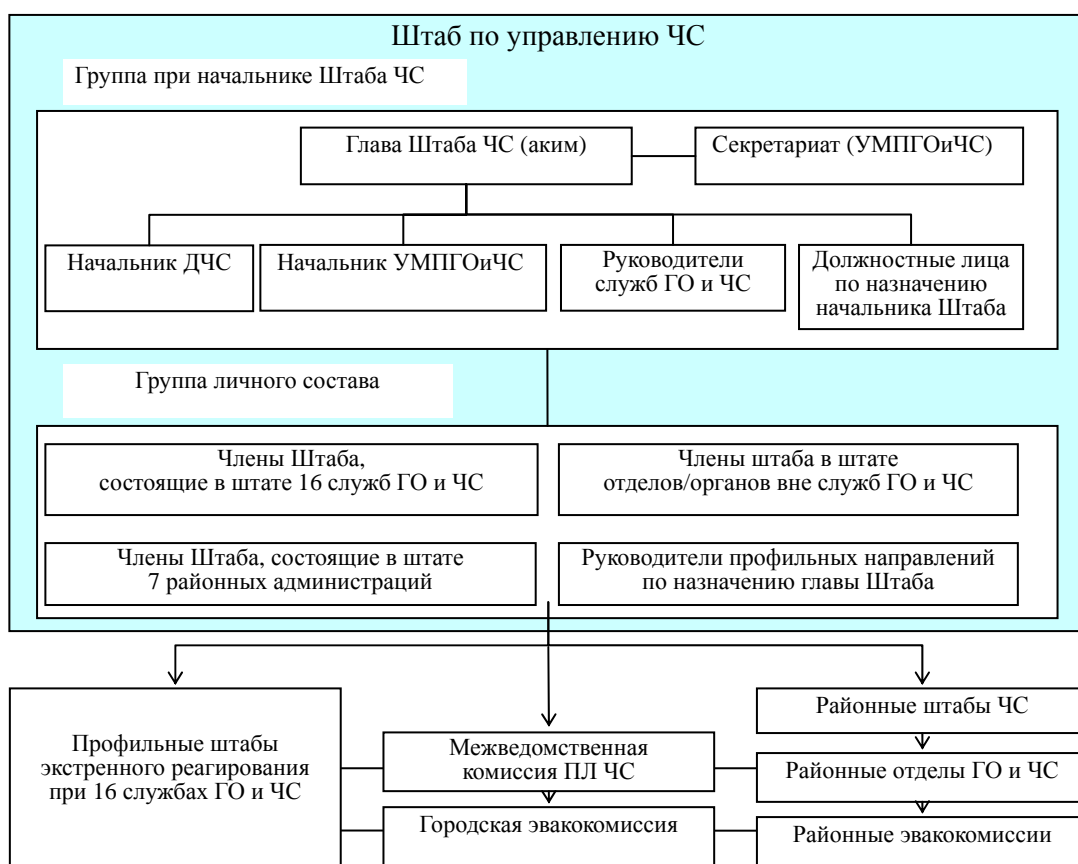 Штаб по управлению ЧС
Группа при начальнике Штаба ЧС
Глава Штаба ЧС (аким)
Секретариат (УМПГОиЧС)
Начальник ДЧС
Начальник УМПГОиЧС
Руководители
служб ГО и ЧС
Должностные лица
по назначению
начальника Штаба
Группа личного состава
Члены Штаба,
состоящие в штате 16 служб ГО и ЧС
Члены штаба в штате
отделов/органов вне служб ГО и ЧС
Члены Штаба, состоящие в штате
7 районных администраций
Руководители профильных направлений
по назначению главы Штаба
Профильные штабы
экстренного реагирования
при 16 службах ГО и ЧС
Межведомственная
комиссия ПЛ ЧС
Городская эвакокомиссия
Районные штабы ЧС
Районные отделы ГО и ЧС
Районные эвакокомиссии